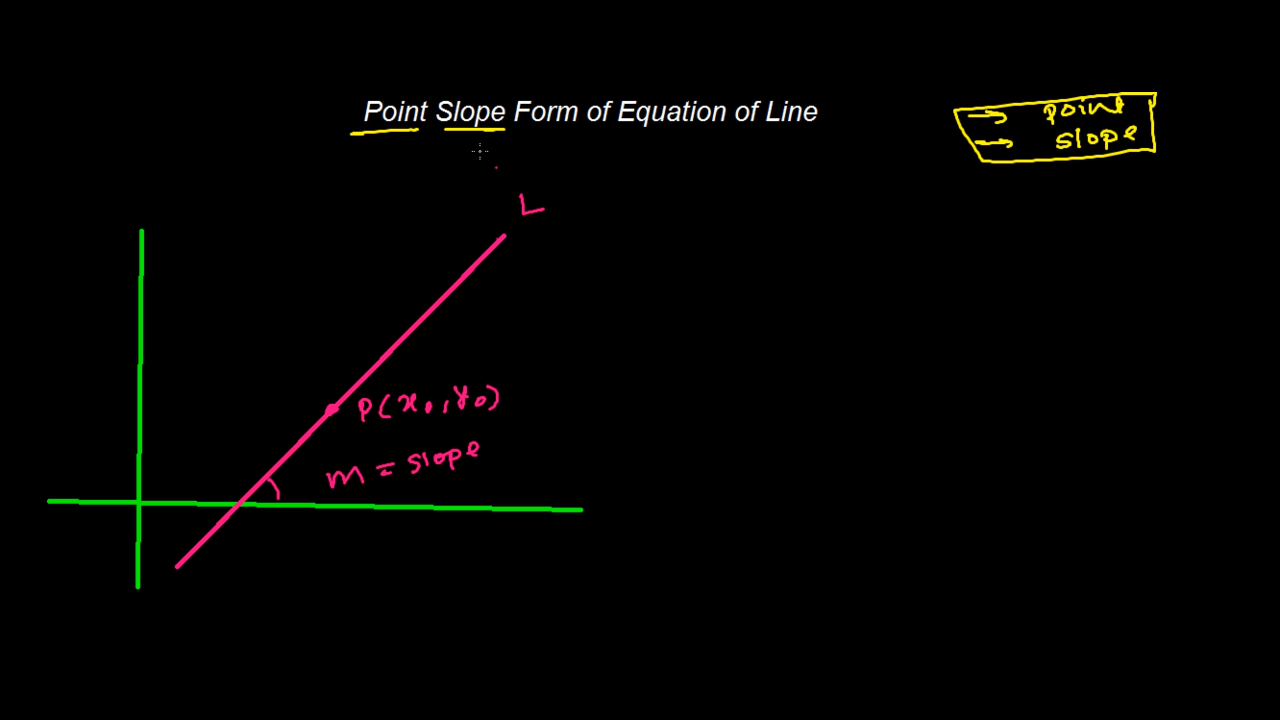 Point Slope Form of Equation of Line
→ point
→ slope
L
P(x₀,y₀)
m = slope